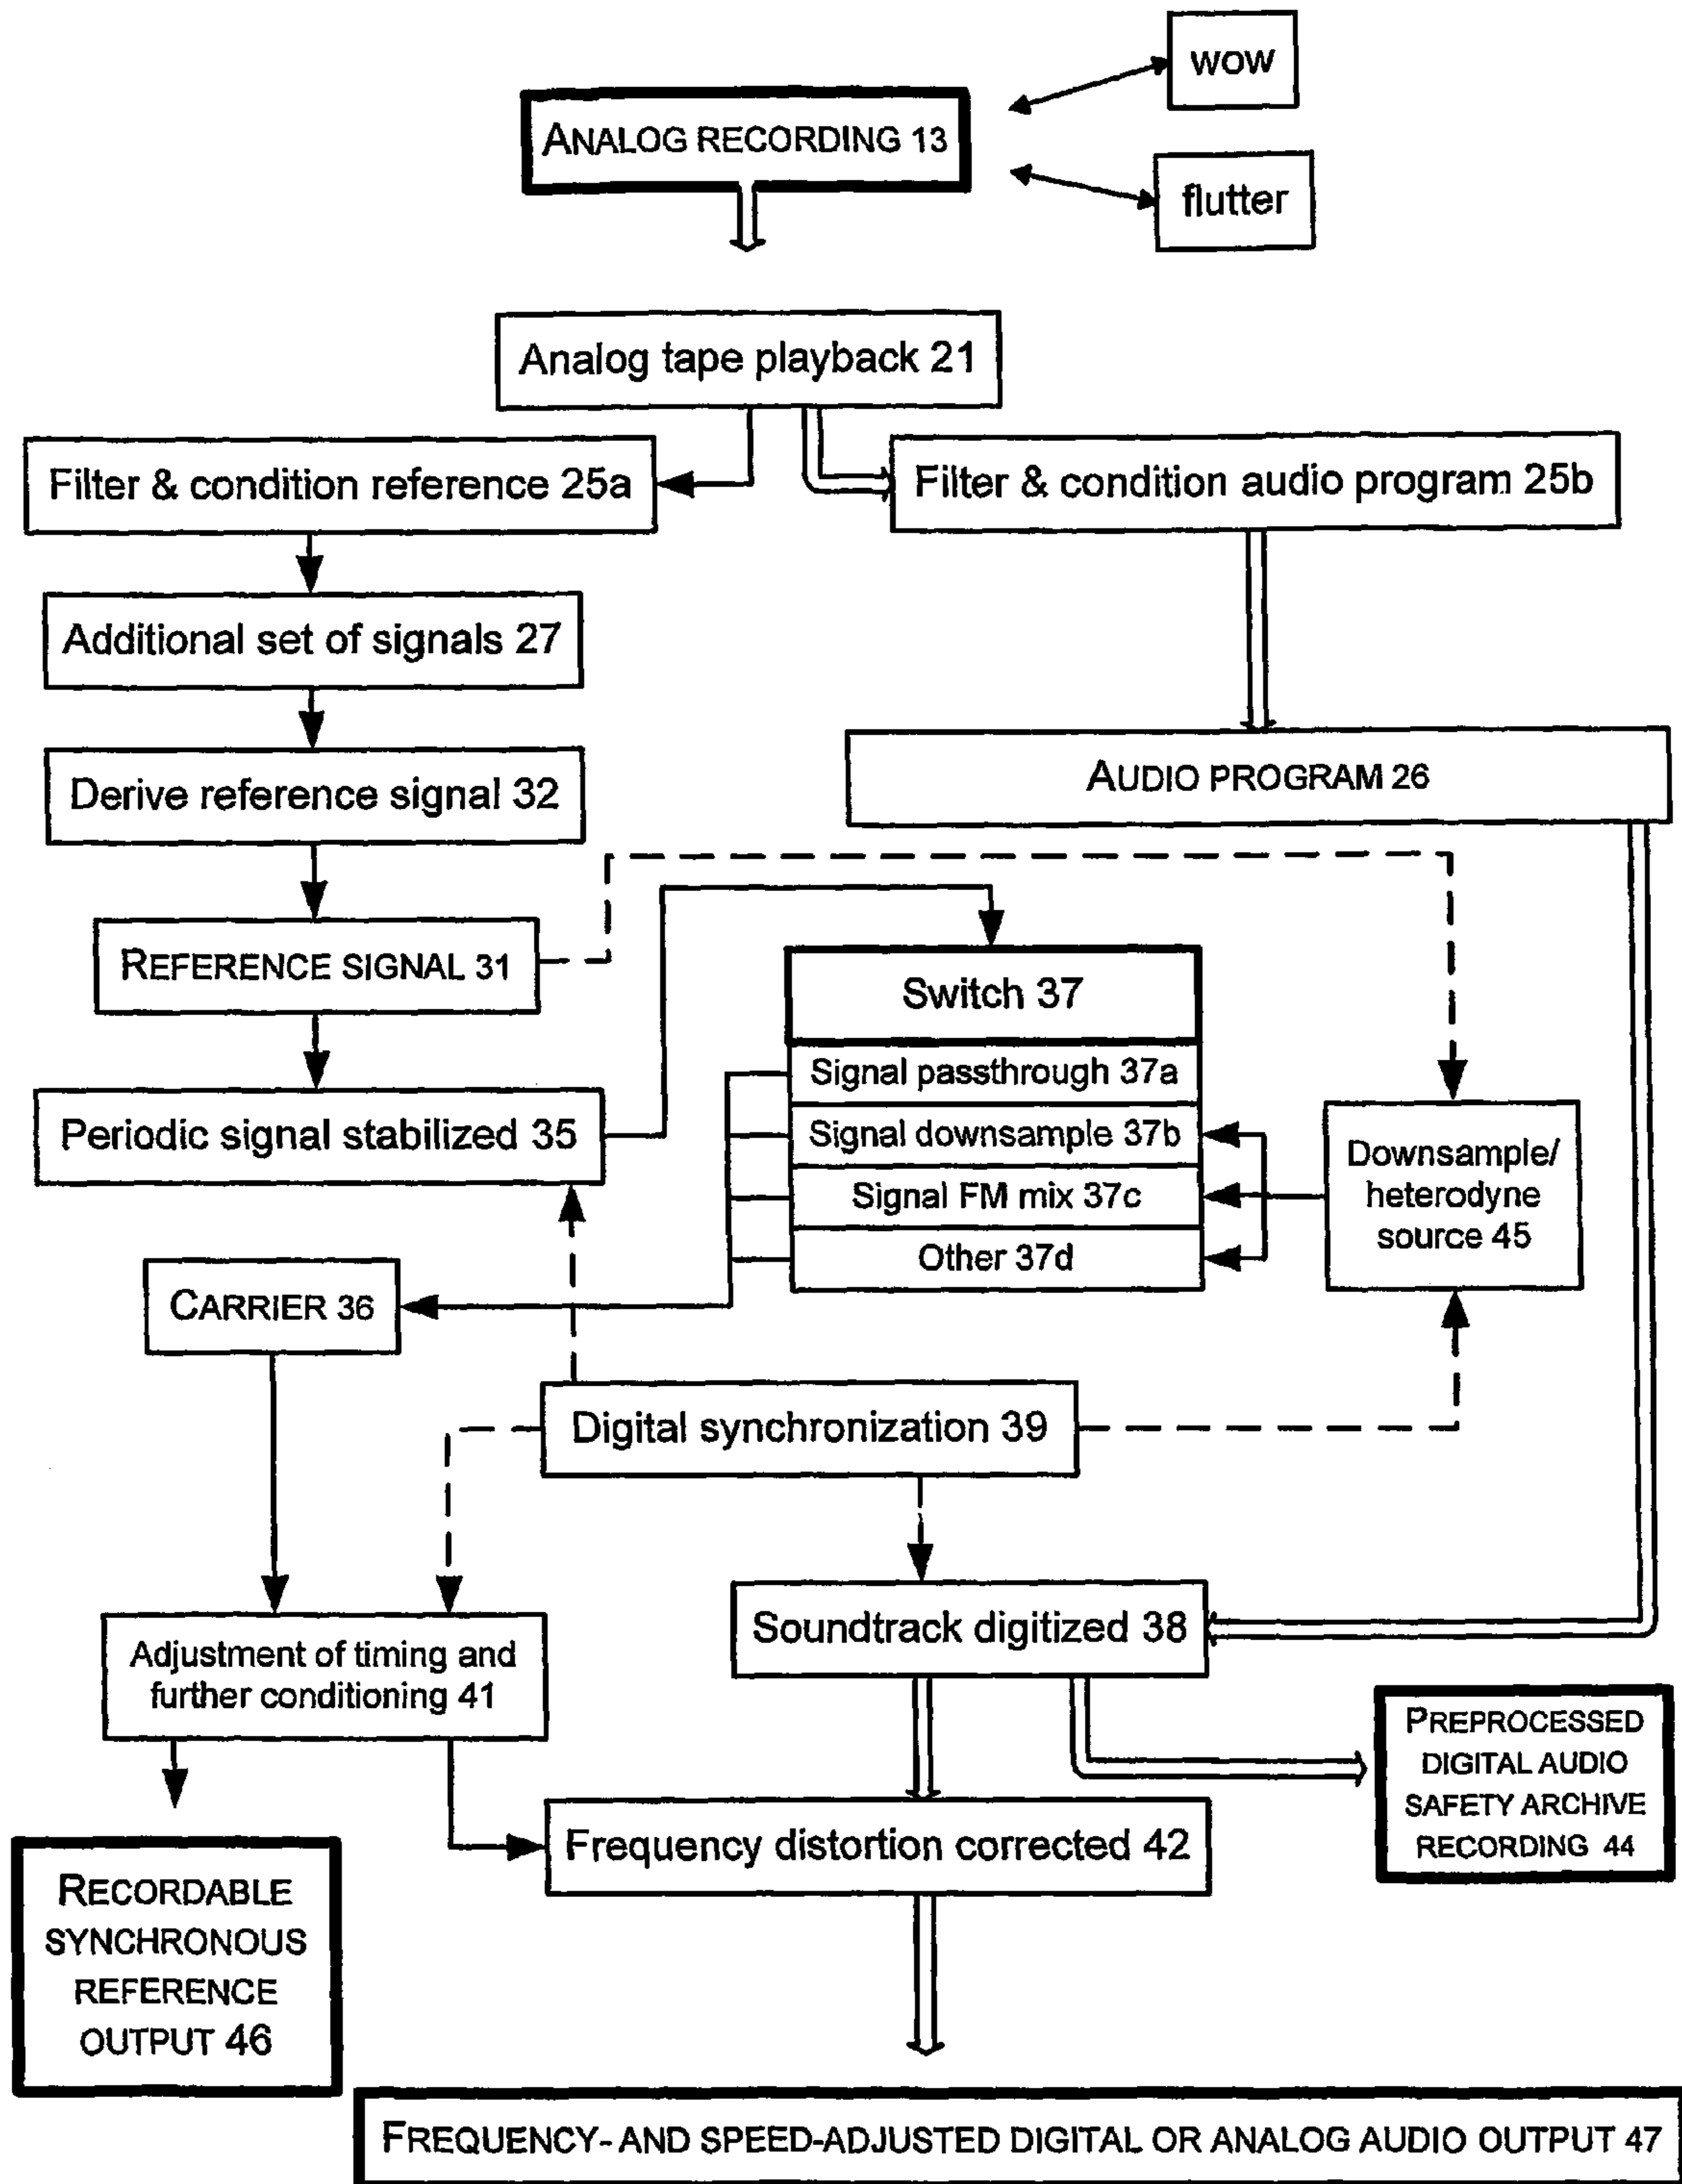 wow
ANALOG RECORDING 13
flutter
Analog tape playback 21
Filter & condition reference 25a
Filter & condition audio program 25b
Additional set of signals 27
Derive reference signal 32
AUDIO PROGRAM 26
REFERENCE SIGNAL 31
Switch 37
Signal passthrough 37a
Periodic signal stabilized 35
Signal downsample 37b
Signal FM mix 37c
Other 37d
Downsample/
heterodyne
source 45
CARRIER 36
Digital synchronization 39
Soundtrack digitized 38
Adjustment of timing and
further conditioning 41
PREPROCESSED
DIGITAL AUDIO
SAFETY ARCHIVE
RECORDING 44
Frequency distortion corrected 42
RECORDABLE
SYNCHRONOUS
REFERENCE
OUTPUT 46
FREQUENCY- AND SPEED-ADJUSTED DIGITAL OR ANALOG AUDIO OUTPUT 47